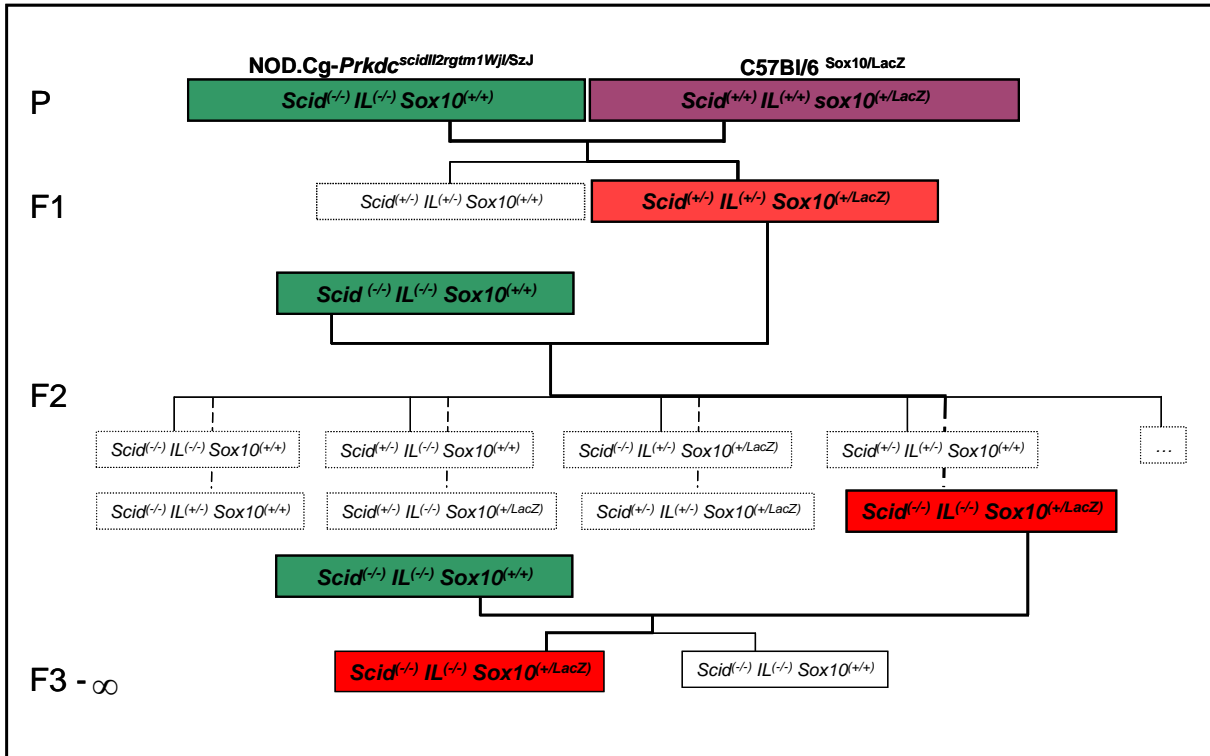 NOD.Cg-Prkdc^scidIl2rgtm1Wjl/SzJ C57Bl/6 ^Sox10/LacZ
P Scid(-/-) IL(-/-) Sox10(+/+) Scid(+/+) IL(+/+) sox10(+/LacZ)
F1 Scid(+/-) IL(+/-) Sox10(+/+) Scid(+/-) IL(+/-) Sox10(+/LacZ)
Scid (-/-) IL(-/-) Sox10(+/+)
F2
Scid(-/-) IL(-/-) Sox10(+/+) Scid(+/-) IL(-/-) Sox10(+/+) Scid(-/-) IL(+/-) Sox10(+/LacZ) Scid(+/-) IL(+/-) Sox10(+/+) ...
Scid(-/-) IL(+/-) Sox10(+/+) Scid(+/-) IL(-/-) Sox10(+/LacZ) Scid(+/-) IL(+/-) Sox10(+/LacZ) Scid(-/-) IL(-/-) Sox10(+/LacZ)
Scid(-/-) IL(-/-) Sox10(+/+)
F3 - ∞ Scid(-/-) IL(-/-) Sox10(+/LacZ) Scid(-/-) IL(-/-) Sox10(+/+)